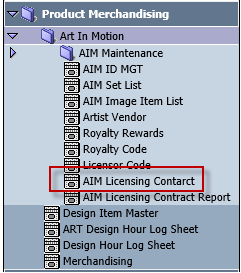 Product Merchandising
Art In Motion
AIM Maintenance
AIM ID MGT
AIM Set List
AIM Image Item List
Artist Vendor
Royalty Rewards
Royalty Code
Licensor Code
AIM Licensing Contarct
AIM Licensing Contract Report
Design Item Master
ART Design Hour Log Sheet
Design Hour Log Sheet
Merchandising